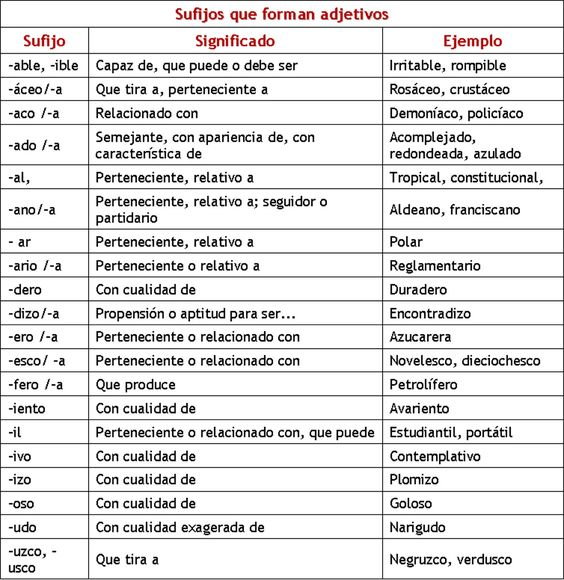 Sufijos que forman adjetivos
Sufijo Significado Ejemplo
-able, -ible Capaz de, que puede o debe ser Irritable, rompible
-áceo/-a Que tira a, perteneciente a Rosáceo, crustáceo
-aco /-a Relacionado con Demoníaco, policíaco
-ado /-a Semejante, con apariencia de, con característica de Acomplejado, redondeada, azulado
-al, Perteneciente, relativo a Tropical, constitucional,
-ano/-a Perteneciente, relativo a; seguidor o partidario Aldeano, franciscano
- ar Perteneciente, relativo a Polar
-ario /-a Perteneciente o relativo a Reglamentario
-dero Con cualidad de Duradero
-dizo/-a Propensión o aptitud para ser... Encontradizo
-ero /-a Perteneciente o relacionado con Azucarera
-esco/ -a Perteneciente o relacionado con Novelesco, dieciochesco
-fero /-a Que produce Petrolífero
-iento Con cualidad de Avariento
-il Perteneciente o relacionado con, que puede Estudiantil, portátil
-ivo Con cualidad de Contemplativo
-izo Con cualidad de Plomizo
-oso Con cualidad de Goloso
-udo Con cualidad exagerada de Narigudo
-uzco, -usco Que tira a Negruzco, verdusco